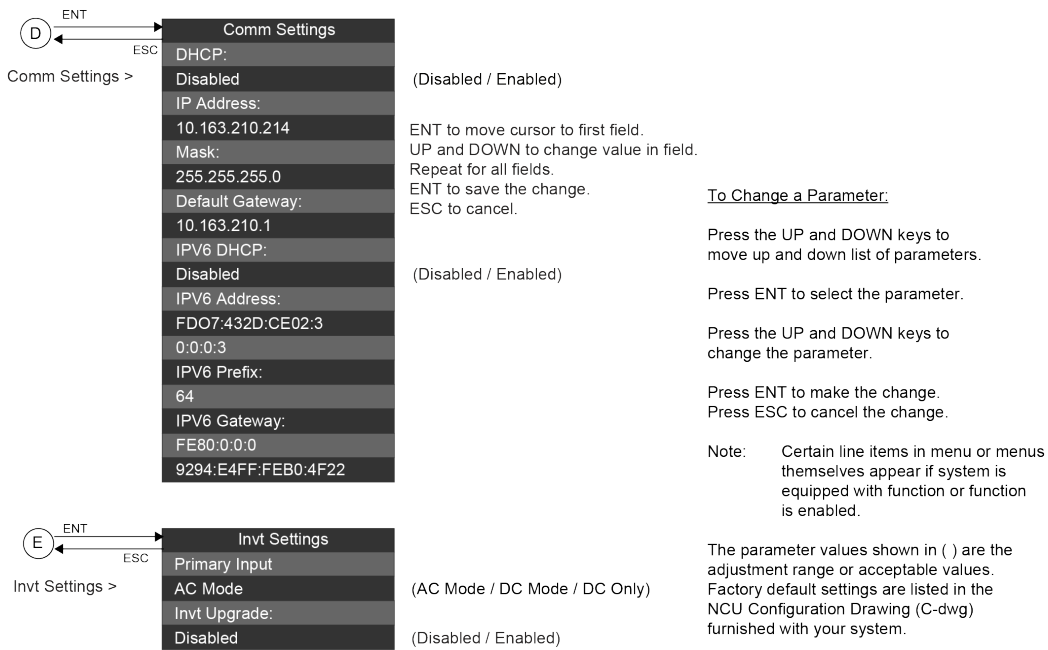 D
ENT
ESC
Comm Settings >
Comm Settings
DHCP:
Disabled
(Disabled / Enabled)
IP Address:
10.163.210.214
Mask:
255.255.255.0
Default Gateway:
10.163.210.1
ENT to move cursor to first field.
UP and DOWN to change value in field.
Repeat for all fields.
ENT to save the change.
ESC to cancel.
IPV6 DHCP:
Disabled
(Disabled / Enabled)
IPV6 Address:
FDO7:432D:CE02:3
0:0:0:3
IPV6 Prefix:
64
IPV6 Gateway:
FE80:0:0:0
9294:E4FF:FEB0:4F22
E
ENT
ESC
Invt Settings >
Invt Settings
Primary Input
AC Mode
(AC Mode / DC Mode / DC Only)
Invt Upgrade:
Disabled
(Disabled / Enabled)
To Change a Parameter:
Press the UP and DOWN keys to
move up and down list of parameters.
Press ENT to select the parameter.
Press the UP and DOWN keys to
change the parameter.
Press ENT to make the change.
Press ESC to cancel the change.
Note: Certain line items in menu or menus
themselves appear if system is
equipped with function or function
is enabled.
The parameter values shown in ( ) are the
adjustment range or acceptable values.
Factory default settings are listed in the
NCU Configuration Drawing (C-dwg)
furnished with your system.